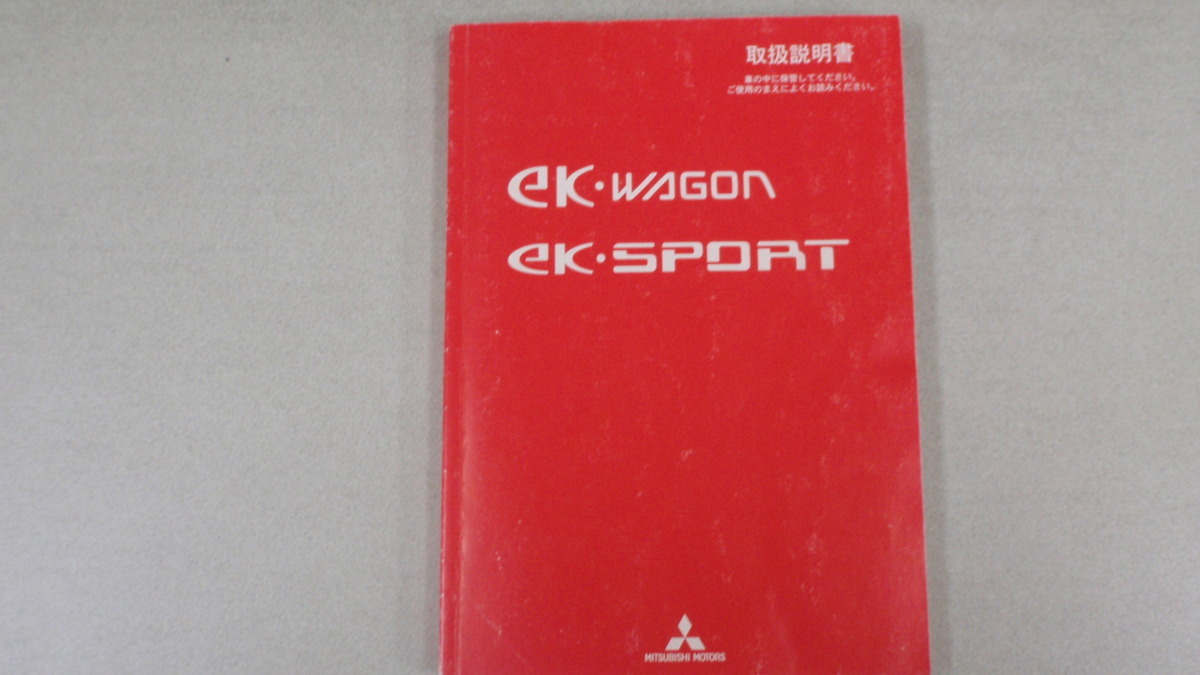 取扱説明書
車の中に保管してください。
ご使用のまえによくお読みください。
eK・WAGON
eK・SPORT
MITSUBISHI MOTORS